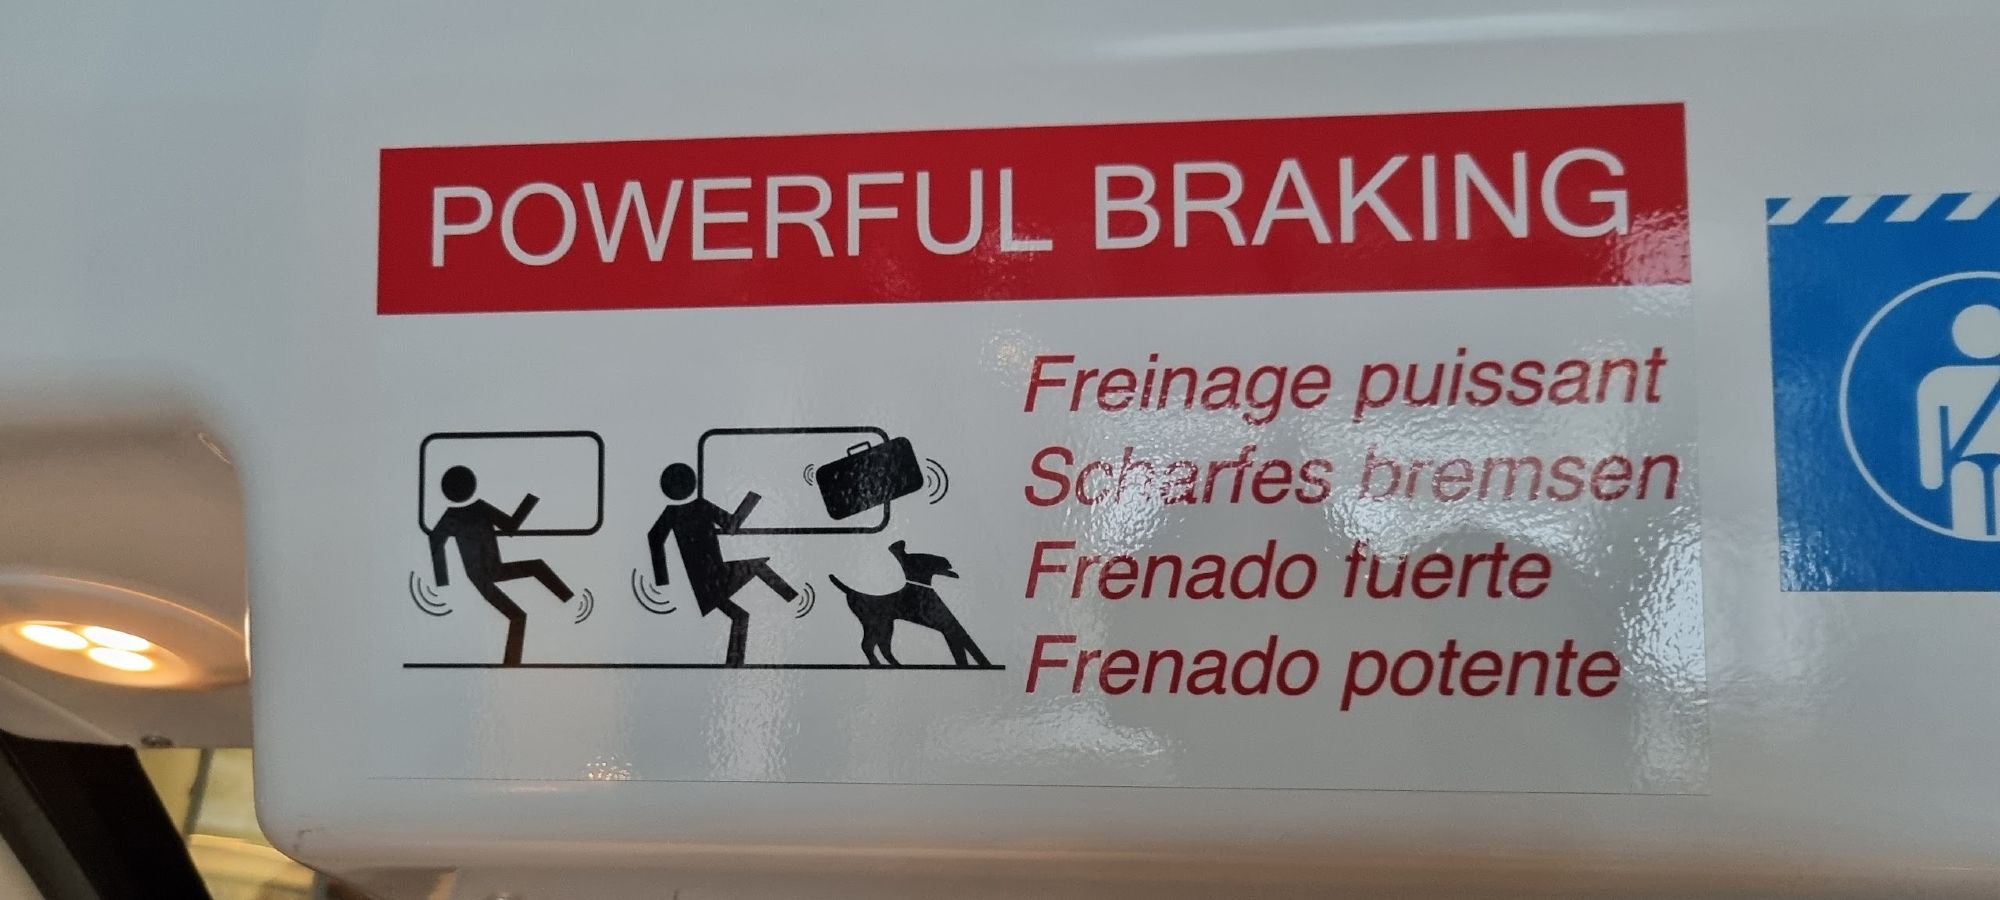 POWERFUL BRAKING
Freinage puissant
Scharfes bremsen
Frenado fuerte
Frenado potente